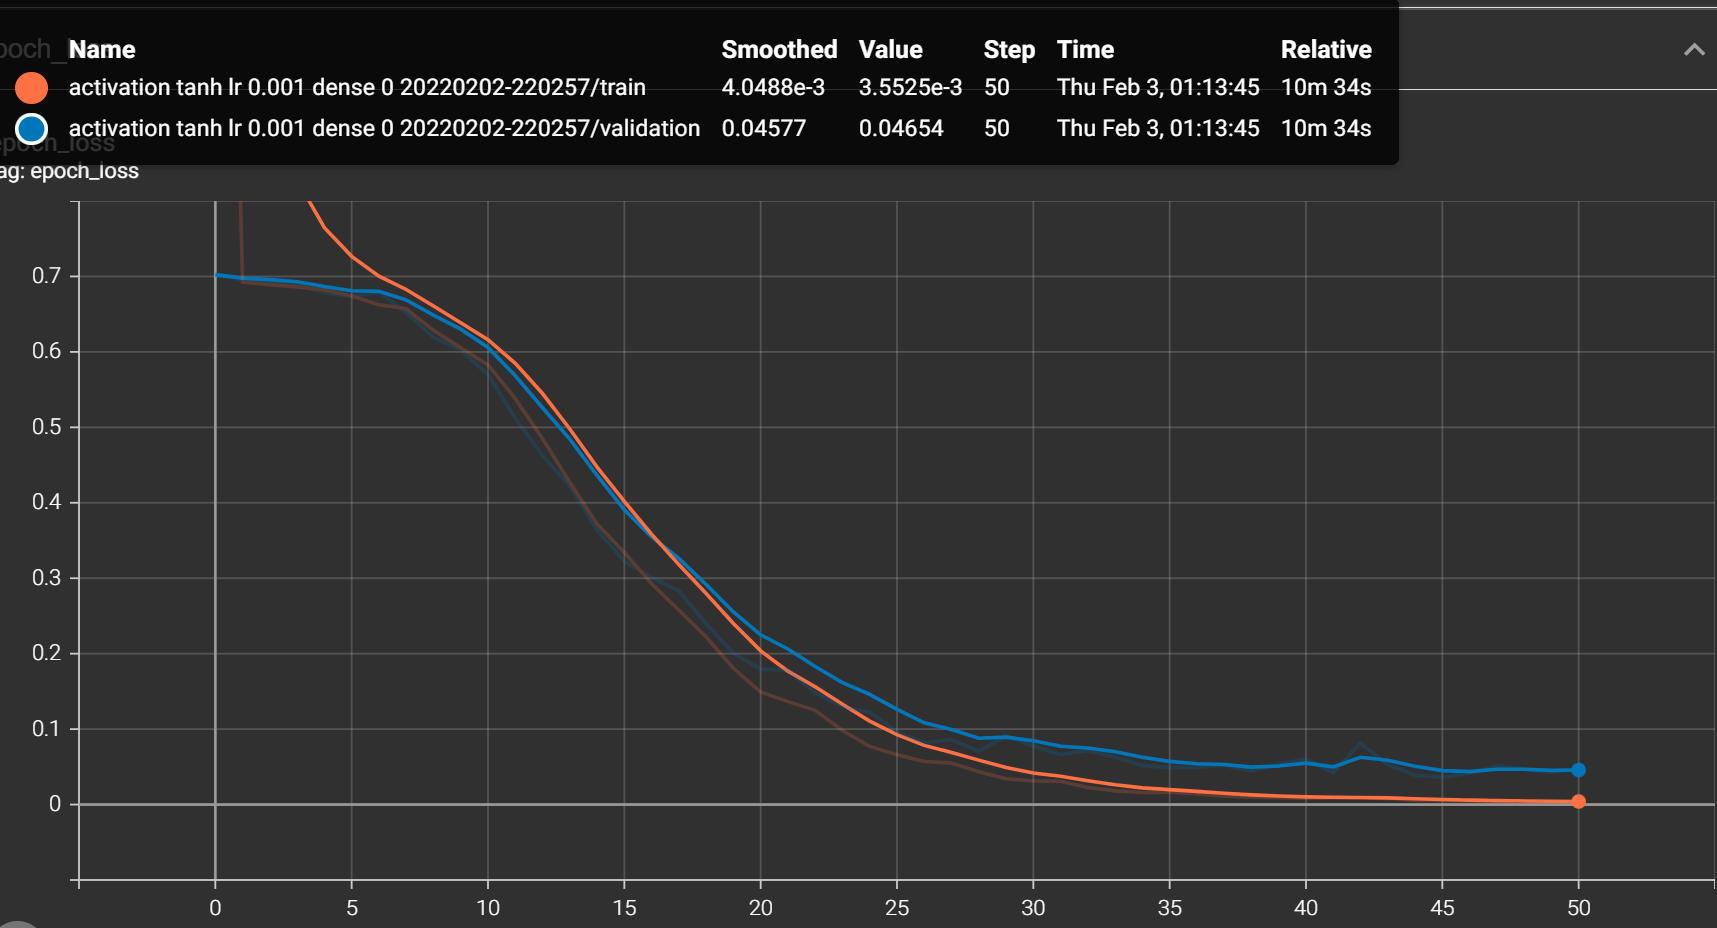 poch_l
Name Smoothed Value Step Time Relative
activation tanh lr 0.001 dense 0 20220202-220257/train 4.0488e-3 3.5525e-3 50 Thu Feb 3, 01:13:45 10m 34s
activation tanh lr 0.001 dense 0 20220202-220257/validation 0.04577 0.04654 50 Thu Feb 3, 01:13:45 10m 34s
epoch_loss
ag: epoch_loss
0.7
0.6
0.5
0.4
0.3
0.2
0.1
0
0 5 10 15 20 25 30 35 40 45 50